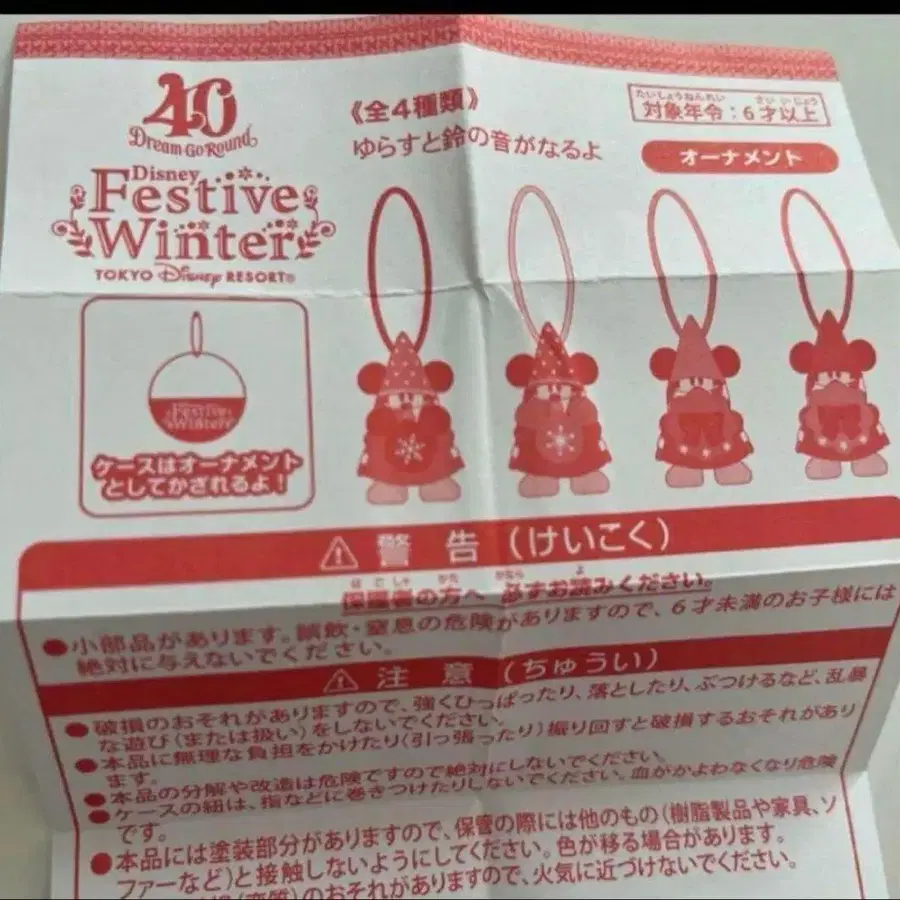 40
Dream-Go-Round
Disney
Festive
Winter
TOKYO Disney RESORT®
《全4種類》
ゆらすと鈴の音がなるよ
たいしょうねんれい さいいじょう
対象年令：6才以上
オーナメント
Festive
Winter
ケースはオーナメント
としてかざれるよ！
警告（けいこく）
ほごしゃ かた かなら よ
保護者の方へ 必ずお読みください。
●小部品があります。誤飲・窒息の危険がありますので、6才未満のお子様には
絶対に与えないでください。
注意（ちゅうい）
●破損のおそれがありますので、強くひっぱったり、落としたり、ぶつけるなど、乱暴
な遊び（または扱い）をしないでください。
●本品に無理な負担をかけたり（引っ張ったり）振り回すと破損するおそれがあり
ます。
●本品の分解や改造は危険ですので絶対にしないでください。
●ケースの紐は、指などに巻きつけたりしないでください。血がかよわなくなり危険
です。
●本品には塗装部分がありますので、保管の際には他のもの（樹脂製品や家具、ソ
ファーなど）と接触しないようにしてください。色が移る場合があります。
（変質）のおそれがありますので、火気に近づけないでください。